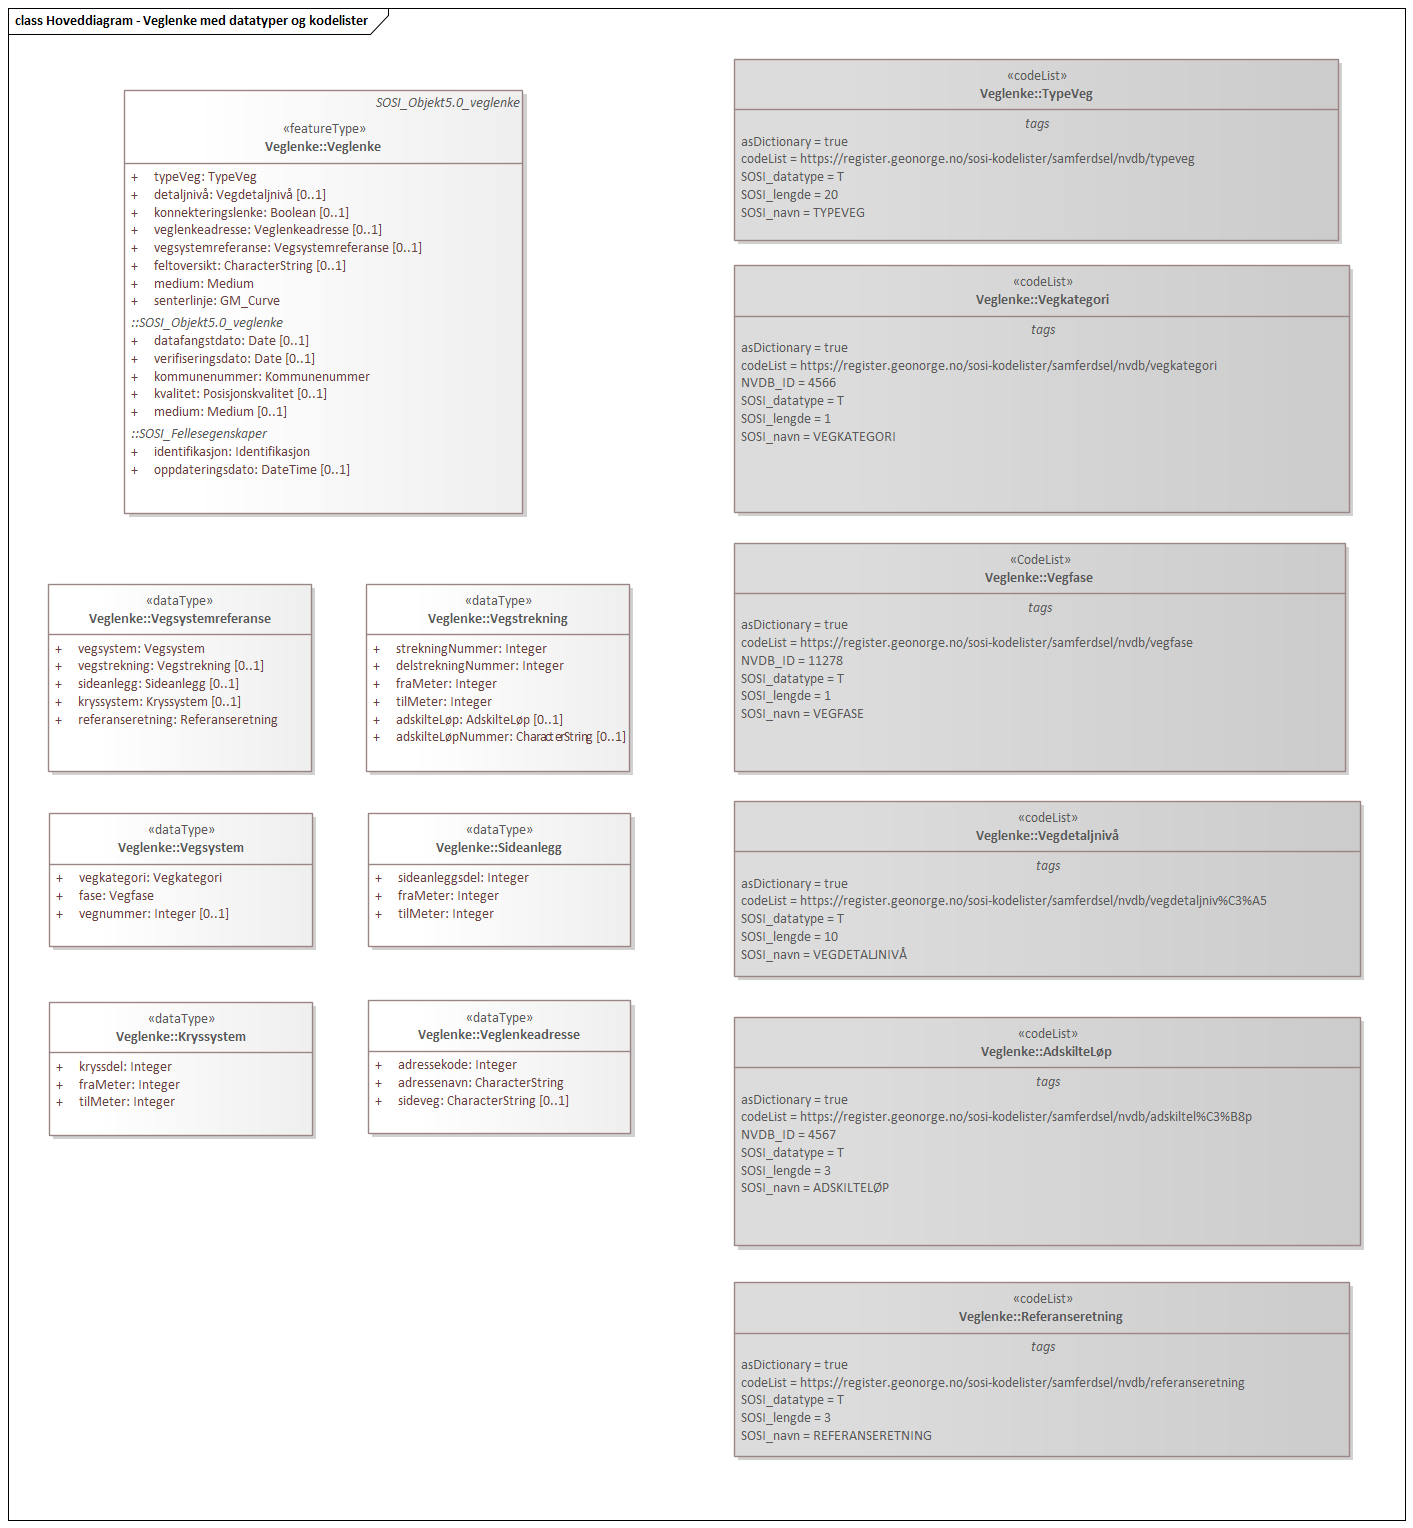 class Hoveddiagram - Veglenke med datatyper og kodelister
SOSI_Objekt5.0_veglenke
«featureType»
Veglenke::Veglenke
+ typeVeg: TypeVeg
+ detaljnivå: Vegdetaljnivå [0..1]
+ konnekteringslenke: Boolean [0..1]
+ veglenkeadresse: Veglenkeadresse [0..1]
+ vegsystemreferanse: Vegsystemreferanse [0..1]
+ feltoversikt: CharacterString [0..1]
+ medium: Medium
+ senterlinje: GM_Curve
::SOSI_Objekt5.0_veglenke
+ datafangstdato: Date [0..1]
+ verifiseringsdato: Date [0..1]
+ kommunenummer: Kommunenummer
+ kvalitet: Posisjonskvalitet [0..1]
+ medium: Medium [0..1]
::SOSI_Fellesegenskaper
+ identifikasjon: Identifikasjon
+ oppdateringsdato: DateTime [0..1]
«dataType»
Veglenke::Vegsystemreferanse
+ vegsystem: Vegsystem
+ vegstrekning: Vegstrekning [0..1]
+ sideanlegg: Sideanlegg [0..1]
+ kryssystem: Kryssystem [0..1]
+ referanseretning: Referanseretning
«dataType»
Veglenke::Vegstrekning
+ strekningNummer: Integer
+ delstrekningNummer: Integer
+ fraMeter: Integer
+ tilMeter: Integer
+ adskilteLøp: AdskilteLøp [0..1]
+ adskilteLøpNummer: CharacterString [0..1]
«dataType»
Veglenke::Vegsystem
+ vegkategori: Vegkategori
+ fase: Vegfase
+ vegnummer: Integer [0..1]
«dataType»
Veglenke::Sideanlegg
+ sideanleggsdel: Integer
+ fraMeter: Integer
+ tilMeter: Integer
«dataType»
Veglenke::Kryssystem
+ kryssdel: Integer
+ fraMeter: Integer
+ tilMeter: Integer
«dataType»
Veglenke::Veglenkeadresse
+ adressekode: Integer
+ adressenavn: CharacterString
+ sideveg: CharacterString [0..1]
«codeList»
Veglenke::TypeVeg
tags
asDictionary = true
codeList = https://register.geonorge.no/sosi-kodelister/samferdsel/nvdb/typeveg
SOSI_datatype = T
SOSI_lengde = 20
SOSI_navn = TYPEVEG
«codeList»
Veglenke::Vegkategori
tags
asDictionary = true
codeList = https://register.geonorge.no/sosi-kodelister/samferdsel/nvdb/vegkategori
NVDB_ID = 4566
SOSI_datatype = T
SOSI_lengde = 1
SOSI_navn = VEGKATEGORI
«CodeList»
Veglenke::Vegfase
tags
asDictionary = true
codeList = https://register.geonorge.no/sosi-kodelister/samferdsel/nvdb/vegfase
NVDB_ID = 11278
SOSI_datatype = T
SOSI_lengde = 1
SOSI_navn = VEGFASE
«codeList»
Veglenke::Vegdetaljnivå
tags
asDictionary = true
codeList = https://register.geonorge.no/sosi-kodelister/samferdsel/nvdb/vegdetaljniv%C3%A5
SOSI_datatype = T
SOSI_lengde = 10
SOSI_navn = VEGDETALJNIVÅ
«codeList»
Veglenke::AdskilteLøp
tags
asDictionary = true
codeList = https://register.geonorge.no/sosi-kodelister/samferdsel/nvdb/adskiltel%C3%B8p
NVDB_ID = 4567
SOSI_datatype = T
SOSI_lengde = 3
SOSI_navn = ADSKILTELØP
«codeList»
Veglenke::Referanseretning
tags
asDictionary = true
codeList = https://register.geonorge.no/sosi-kodelister/samferdsel/nvdb/referanseretning
SOSI_datatype = T
SOSI_lengde = 3
SOSI_navn = REFERANSERETNING